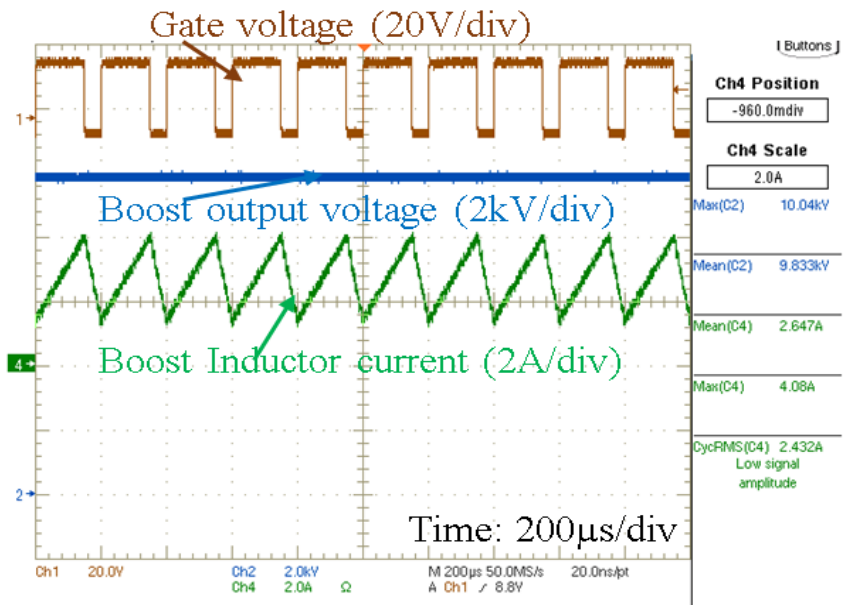 Gate voltage (20V/div)
[ Buttons ]
Ch4 Position
-960.0mdiv
1
Ch4 Scale
2.0A
Boost output voltage (2kV/div)
Max(C2) 10.04kV
Mean(C2) 9.833kV
Mean(C4) 2.647A
Boost Inductor current (2A/div)
4
Max(C4) 4.08A
CycRMS(C4) 2.432A
Low signal
amplitude
2
Time: 200μs/div
Ch1 20.0V Ch2 2.0kV M 200μs 50.0MS/s 20.0ns/pt
Ch4 2.0A Ω A Ch1 ∕ 8.8V